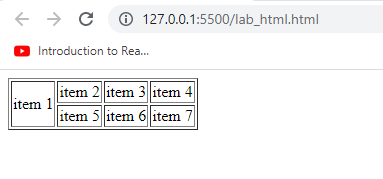 127.0.0.1:5500/lab_html.html
Introduction to Rea...
item 1 item 2 item 3 item 4
item 5 item 6 item 7